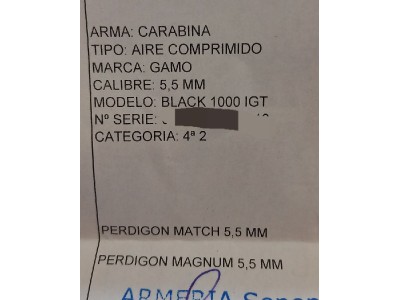 ARMA: CARABINA
TIPO: AIRE COMPRIMIDO
MARCA: GAMO
CALIBRE: 5,5 MM
MODELO: BLACK 1000 IGT
Nº SERIE:
CATEGORIA: 4ª 2
PERDIGON MATCH 5,5 MM
PERDIGON MAGNUM 5,5 MM
ARMERIA